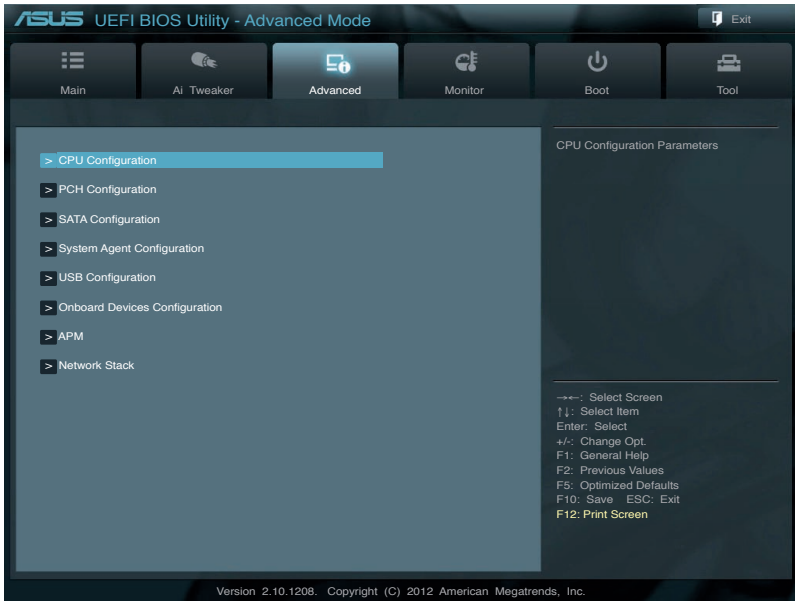 ASUS UEFI BIOS Utility - Advanced Mode
Exit
Main
Ai Tweaker
Advanced
Monitor
Boot
Tool
> CPU Configuration
> PCH Configuration
> SATA Configuration
> System Agent Configuration
> USB Configuration
> Onboard Devices Configuration
> APM
> Network Stack
CPU Configuration Parameters
→←: Select Screen
↑↓: Select Item
Enter: Select
+/-: Change Opt.
F1: General Help
F2: Previous Values
F5: Optimized Defaults
F10: Save ESC: Exit
F12: Print Screen
Version 2.10.1208. Copyright (C) 2012 American Megatrends, Inc.